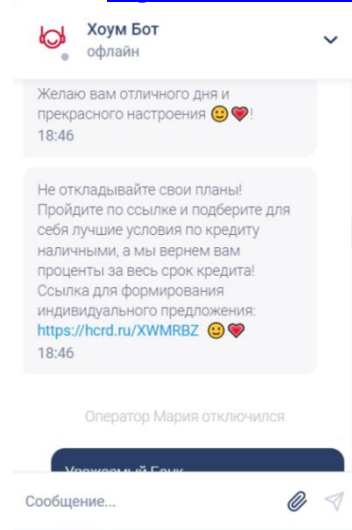 Хоум Бот
офлайн
Желаю вам отличного дня и
прекрасного настроения 🙂❤️!
18:46
Не откладывайте свои планы!
Пройдите по ссылке и подберите для
себя лучшие условия по кредиту
наличными, а мы вернем вам
проценты за весь срок кредита!
Ссылка для формирования
индивидуального предложения:
https://hcrd.ru/XWMRBZ 🙂❤️
18:46
Оператор Мария отключился
Уважаемый Банк
Сообщение...